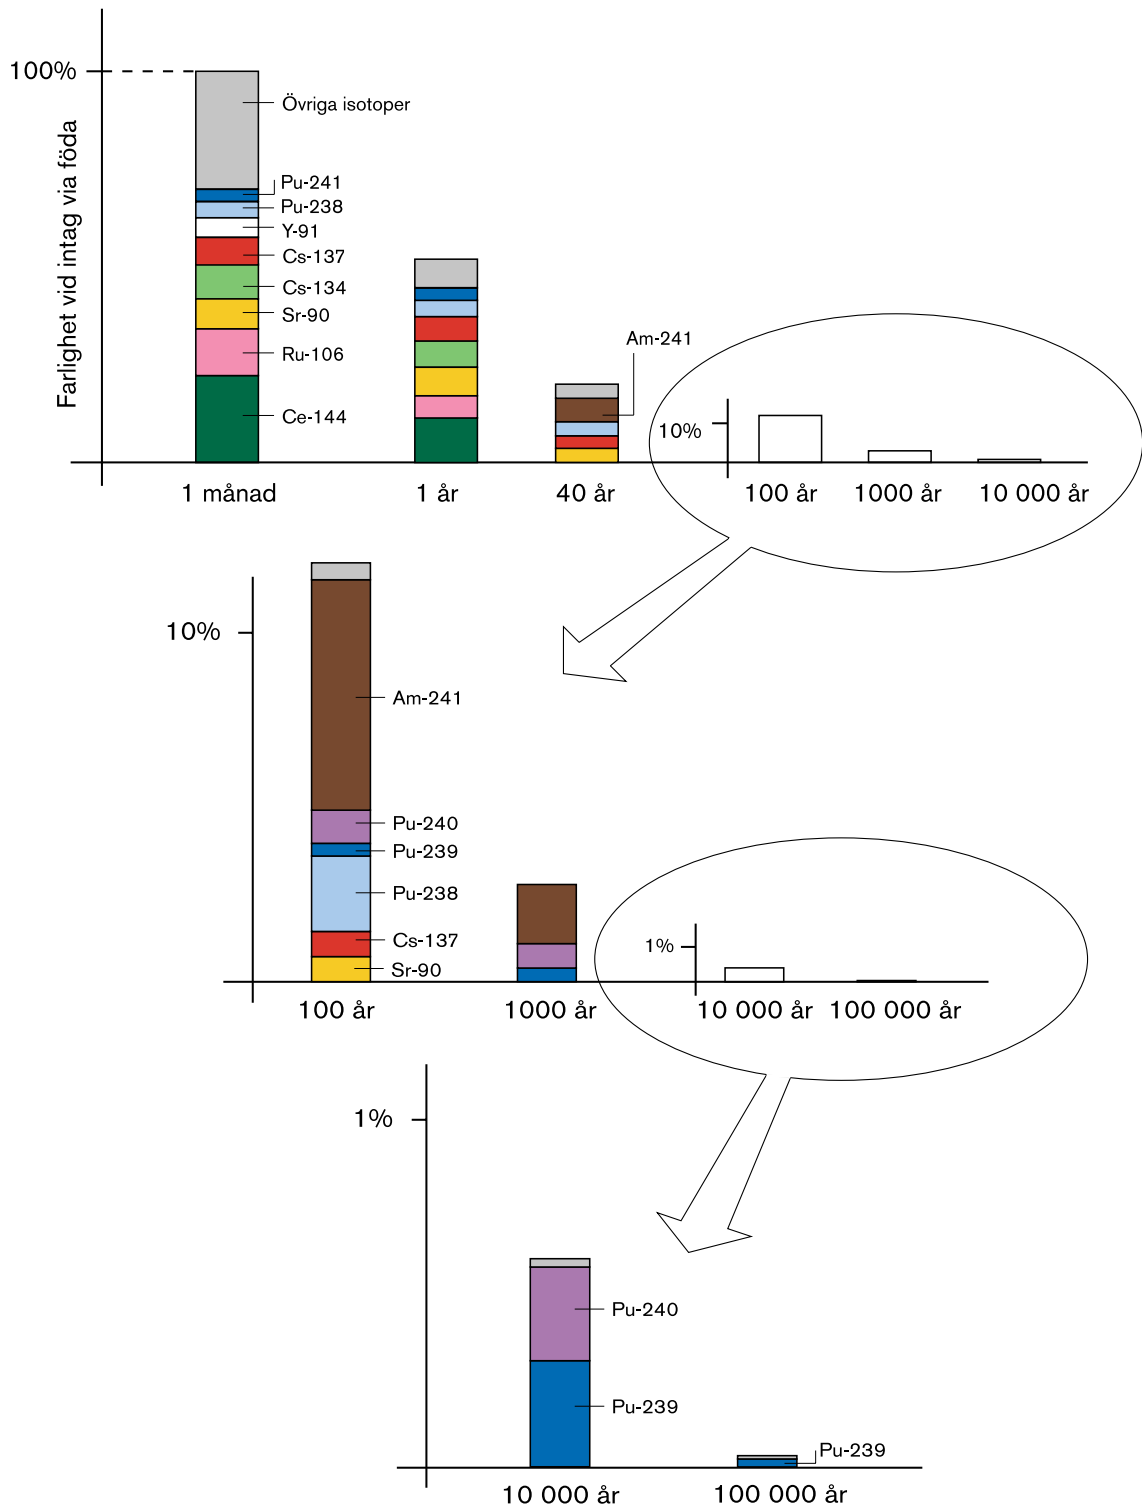 100%
Farlighet vid intag via föda
Övriga isotoper
Pu-241
Pu-238
Y-91
Cs-137
Cs-134
Sr-90
Ru-106
Ce-144
Am-241
10%
1 månad
1 år
40 år
100 år
1000 år
10 000 år
10%
Am-241
Pu-240
Pu-239
Pu-238
Cs-137
Sr-90
1%
100 år
1000 år
10 000 år
100 000 år
1%
Pu-240
Pu-239
Pu-239
10 000 år
100 000 år